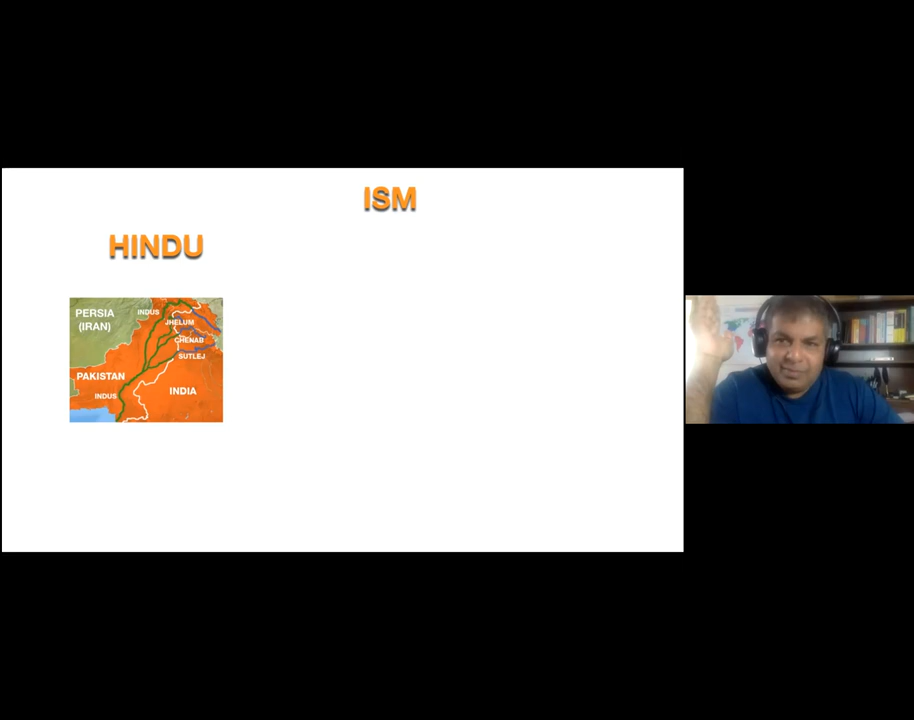 ISM
HINDU
PERSIA
(IRAN)
INDUS
JHELUM
CHENAB
SUTLEJ
PAKISTAN
INDIA
INDUS